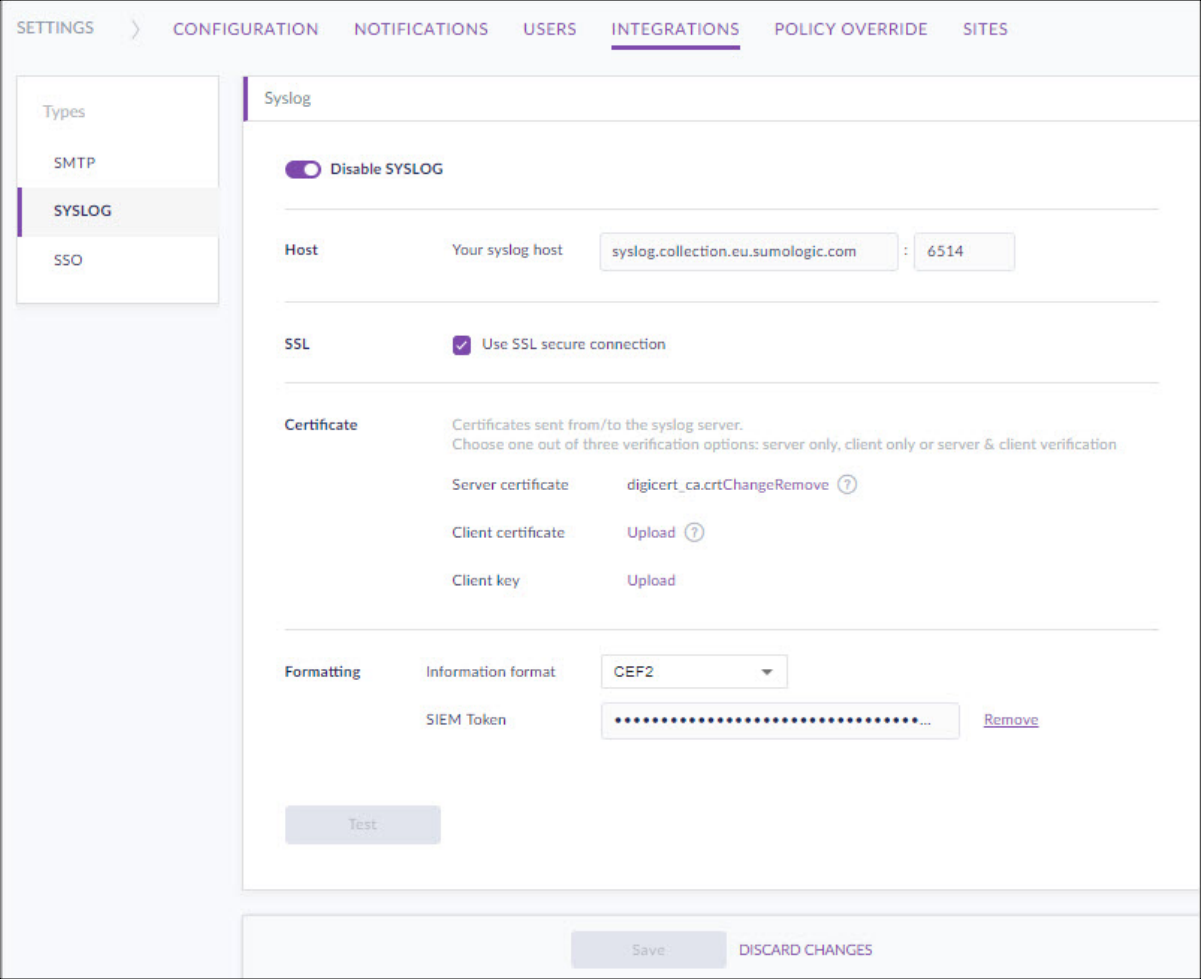 SETTINGS
CONFIGURATION NOTIFICATIONS USERS INTEGRATIONS POLICY OVERRIDE SITES
Types
SMTP
SYSLOG
SSO
Syslog
Disable SYSLOG
Host Your syslog host syslog.collection.eu.sumologic.com : 6514
SSL Use SSL secure connection
Certificate Certificates sent from/to the syslog server.
Choose one out of three verification options: server only, client only or server & client verification
Server certificate digicert_ca.crtChangeRemove ?
Client certificate Upload ?
Client key Upload
Formatting Information format CEF2
SIEM Token ••••••••••••••••••••••••••••••••••... Remove
Test
Save DISCARD CHANGES